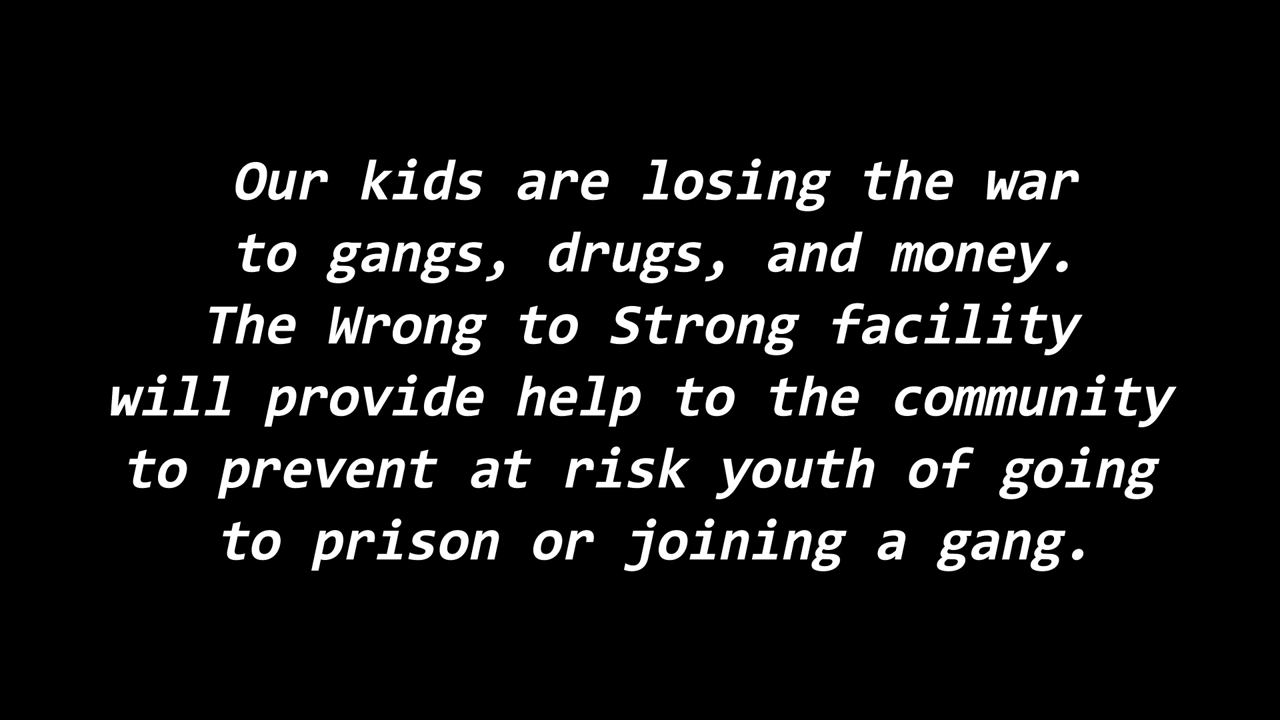 Our kids are losing the war
to gangs, drugs, and money.
The Wrong to Strong facility
will provide help to the community
to prevent at risk youth of going
to prison or joining a gang.